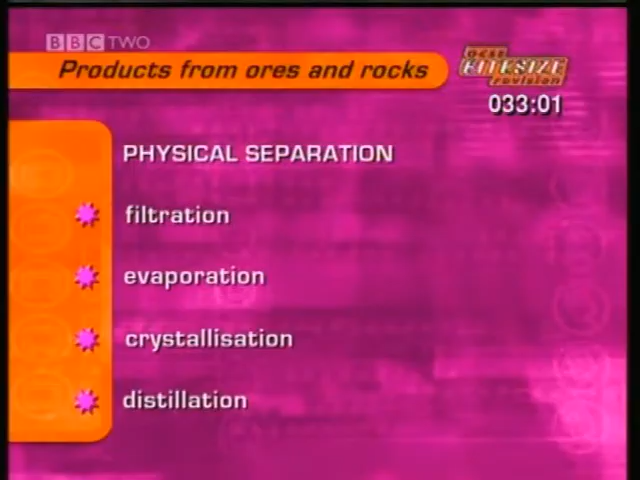 BBC TWO
Products from ores and rocks
GCSE
BITESIZE
revision
033:01
PHYSICAL SEPARATION
filtration
evaporation
crystallisation
distillation